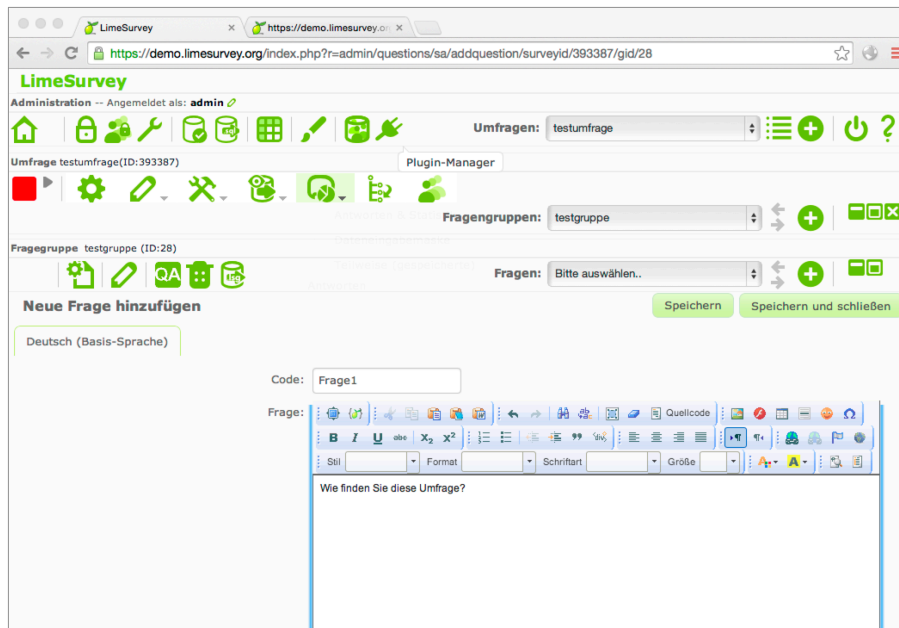 LimeSurvey
https://demo.limesurvey.or
https://demo.limesurvey.org/index.php?r=admin/questions/sa/addquestion/surveyid/393387/gid/28
LimeSurvey
Administration -- Angemeldet als: admin
Umfragen: testumfrage
Umfrage testumfrage(ID:393387)
Plugin-Manager
Fragengruppen: testgruppe
Fragegruppe testgruppe (ID:28)
QA
Fragen: Bitte auswählen..
Neue Frage hinzufügen
Speichern
Speichern und schließen
Deutsch (Basis-Sprache)
Code: Frage1
Frage:
Quellcode
B I U abc X₂ X²
Stil Format Schriftart Größe
Wie finden Sie diese Umfrage?